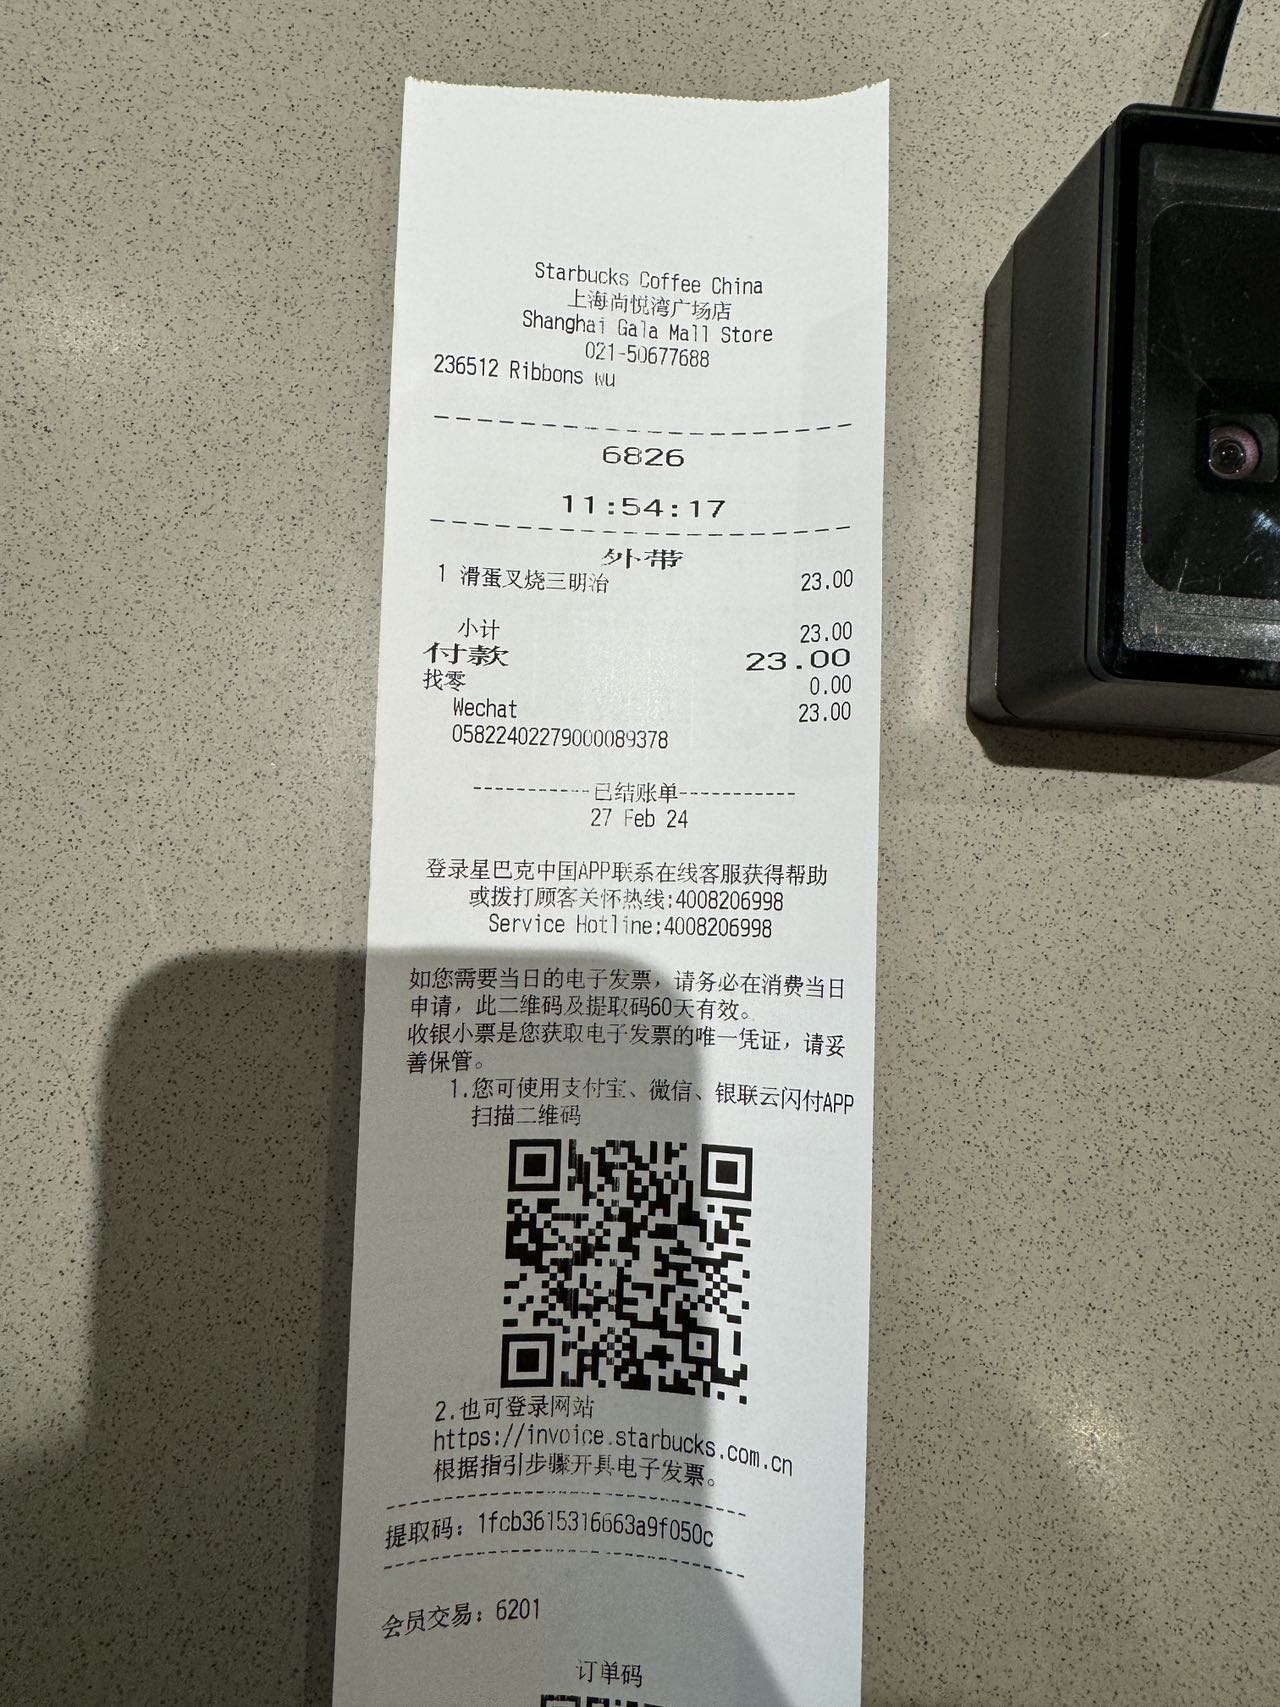 Starbucks Coffee China
上海尚悦湾广场店
Shanghai Gala Mall Store
021-50677688
236512 Ribbons wu
6826
11:54:17
外带
1 滑蛋叉烧三明治 23.00
小计 23.00
付款 23.00
找零 0.00
Wechat 23.00
05822402279000089378
-----------已结账单-----------
27 Feb 24
登录星巴克中国APP联系在线客服获得帮助
或拨打顾客关怀热线:4008206998
Service Hotline:4008206998
如您需要当日的电子发票，请务必在消费当日
申请，此二维码及提取码60天有效。
收银小票是您获取电子发票的唯一凭证，请妥
善保管。
1.您可使用支付宝、微信、银联云闪付APP
扫描二维码
2.也可登录网站
https://invoice.starbucks.com.cn
根据指引步骤开具电子发票。
提取码：1fcb3615316663a9f050c
会员交易：6201
订单码